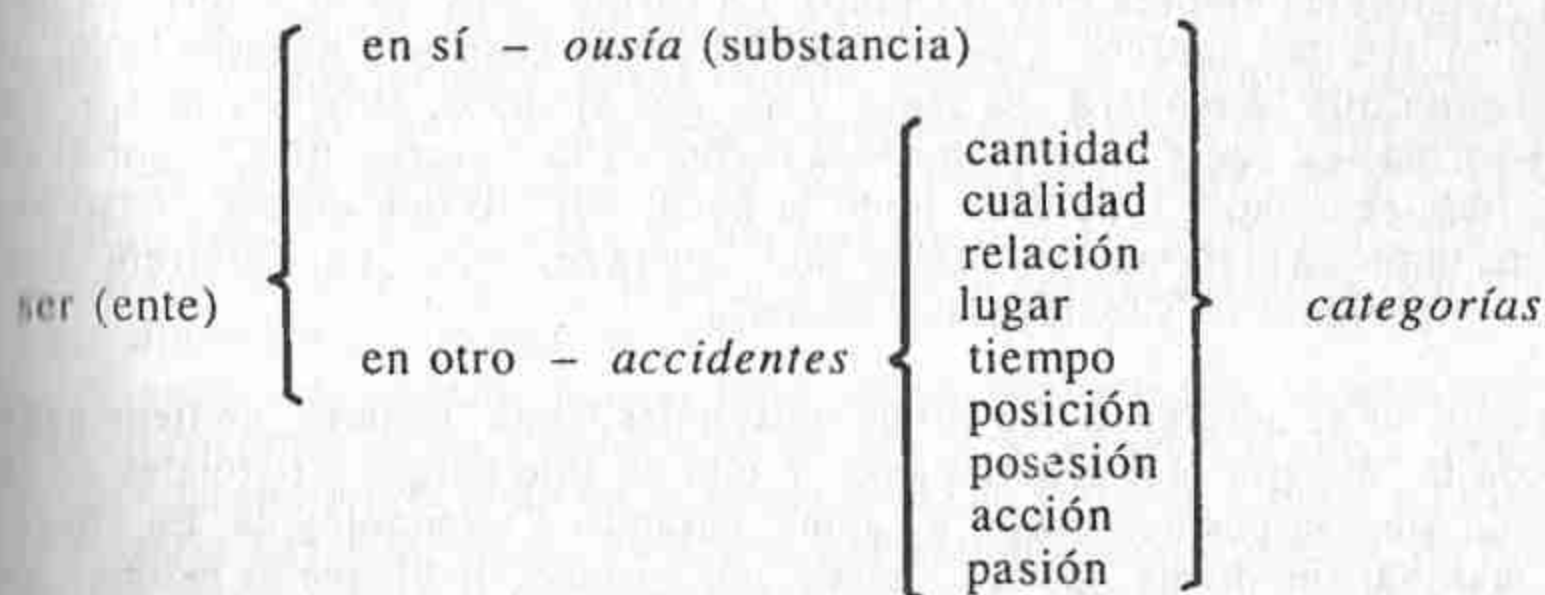 en sí – ousía (substancia)
cantidad
cualidad
relación
ser (ente)
lugar
categorías
en otro – accidentes
tiempo
posición
posesión
acción
pasión